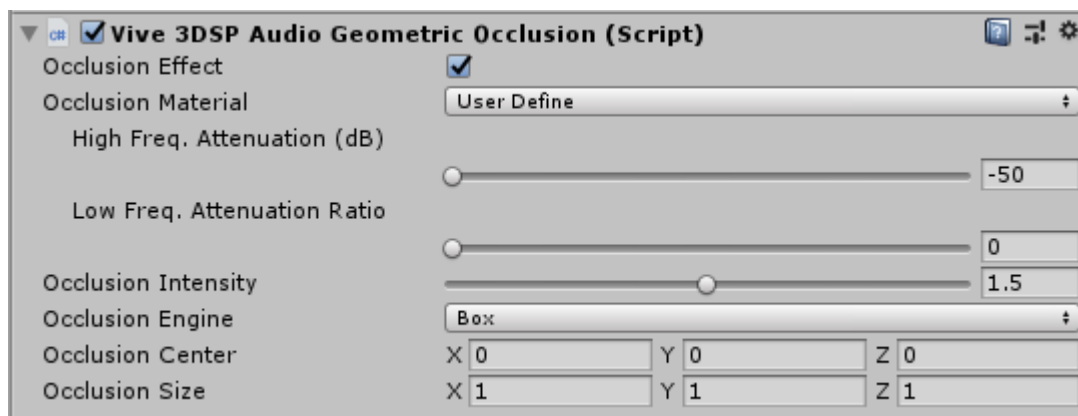 c# Vive 3DSP Audio Geometric Occlusion (Script)
Occlusion Effect
Occlusion Material User Define
High Freq. Attenuation (dB)
-50
Low Freq. Attenuation Ratio
0
Occlusion Intensity 1.5
Occlusion Engine Box
Occlusion Center X 0 Y 0 Z 0
Occlusion Size X 1 Y 1 Z 1